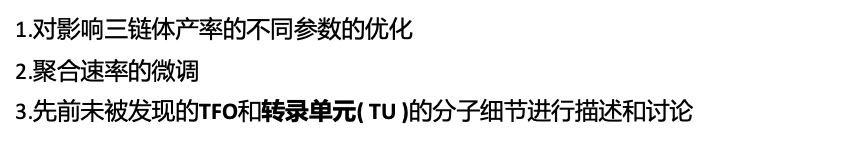 1.对影响三链体产率的不同参数的优化
2.聚合速率的微调
3.先前未被发现的TFO和转录单元( TU )的分子细节进行描述和讨论